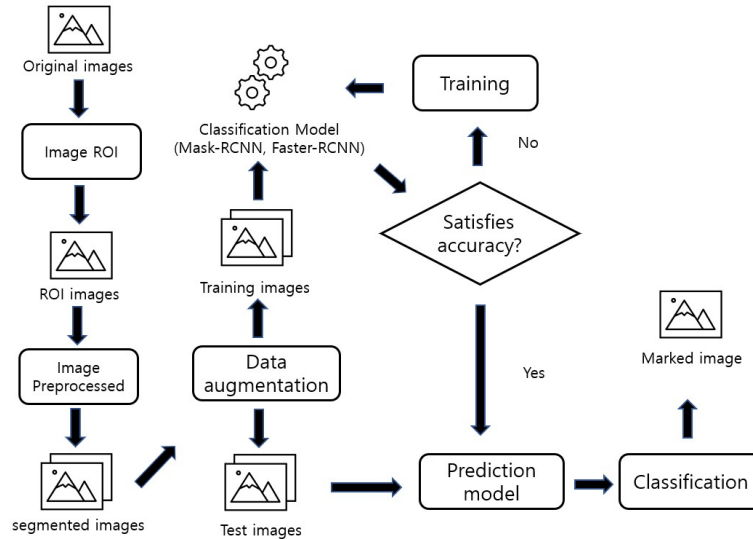 Original images
Image ROI
ROI images
Image
Preprocessed
segmented images
Classification Model
(Mask-RCNN, Faster-RCNN)
Training images
Data
augmentation
Test images
Training
No
Satisfies
accuracy?
Yes
Prediction
model
Classification
Marked image